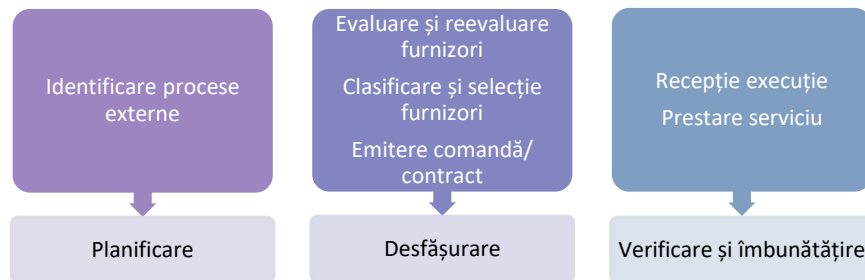 Identificare procese
externe
Planificare
Evaluare și reevaluare
furnizori
Clasificare și selecție
furnizori
Emitere comandă/
contract
Desfășurare
Recepție execuție
Prestare serviciu
Verificare și îmbunătățire